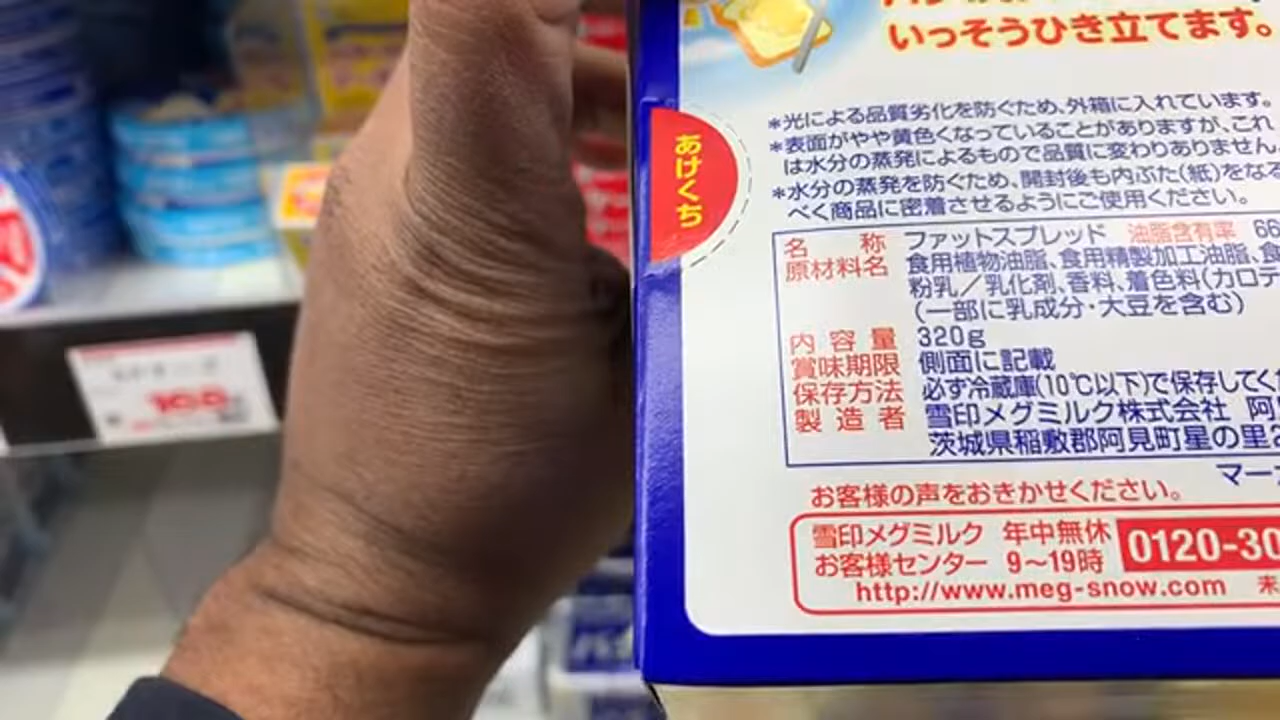 いっそうひき立てます。
あけくち
*光による品質劣化を防ぐため、外箱に入れています。
*表面がやや黄色くなっていることがありますが、これ
は水分の蒸発によるもので品質に変わりありません。
*水分の蒸発を防ぐため、開封後も内ぶた(紙)をなる
べく商品に密着させるようにご使用ください。
名称 ファットスプレッド 油脂含有率 66
原材料名 食用植物油脂、食用精製加工油脂、食
粉乳/乳化剤、香料、着色料(カロテ
(一部に乳成分・大豆を含む)
内容量 320g
賞味期限 側面に記載
保存方法 必ず冷蔵庫(10℃以下)で保存してく
製造者 雪印メグミルク株式会社 阿
茨城県稲敷郡阿見町星の里2
マー
お客様の声をおきかせください。
雪印メグミルク 年中無休 0120-30
お客様センター 9~19時
http://www.meg-snow.com 未